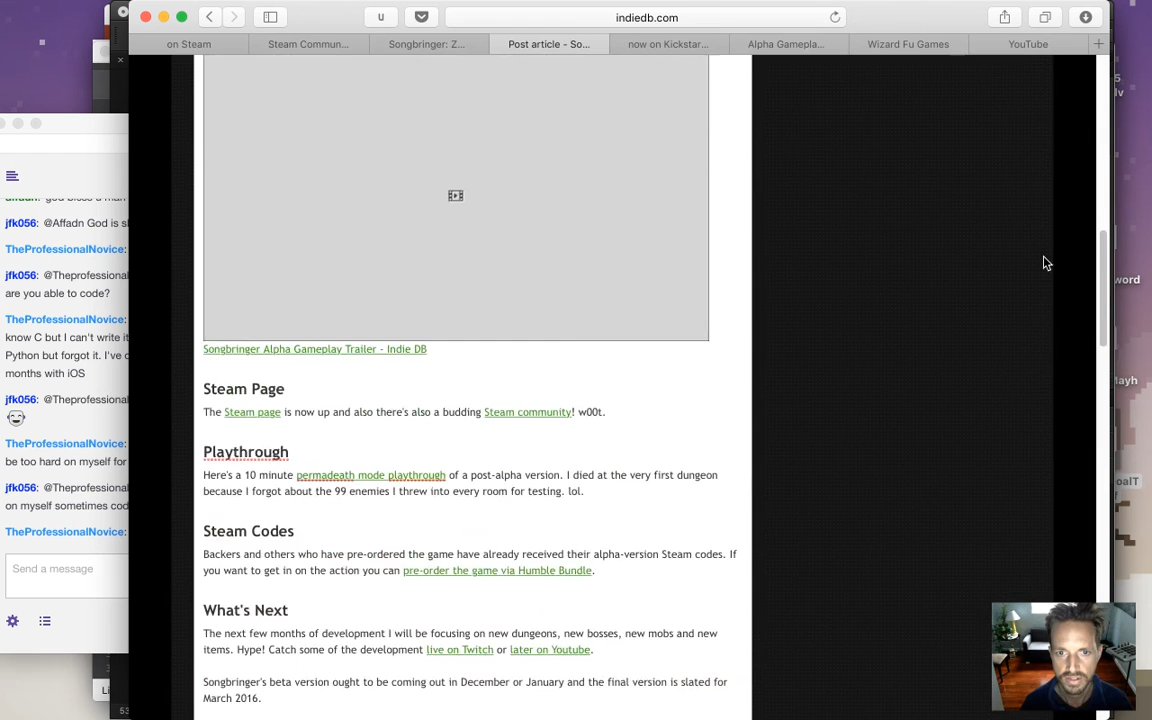 u
indiedb.com
on Steam
Steam Commun...
Songbringer: Z...
Post article - So...
now on Kickstar...
Alpha Gamepla...
Wizard Fu Games
YouTube
jfk056: @Affadn God is sl
TheProfessionalNovice:
jfk056: @Theprofessional
are you able to code?
TheProfessionalNovice:
know C but I can't write it
Python but forgot it. I've
months with iOS
jfk056: @Theprofessional
TheProfessionalNovice:
be too hard on myself for
jfk056: @Theprofessional
on myself sometimes cod
TheProfessionalNovice:
Send a message
Songbringer Alpha Gameplay Trailer - Indie DB
Steam Page
The Steam page is now up and also there's also a budding Steam community! w00t.
Playthrough
Here's a 10 minute permadeath mode playthrough of a post-alpha version. I died at the very first dungeon
because I forgot about the 99 enemies I threw into every room for testing. lol.
Steam Codes
Backers and others who have pre-ordered the game have already received their alpha-version Steam codes. If
you want to get in on the action you can pre-order the game via Humble Bundle.
What's Next
The next few months of development I will be focusing on new dungeons, new bosses, new mobs and new
items. Hype! Catch some of the development live on Twitch or later on Youtube.
Songbringer's beta version ought to be coming out in December or January and the final version is slated for
March 2016.